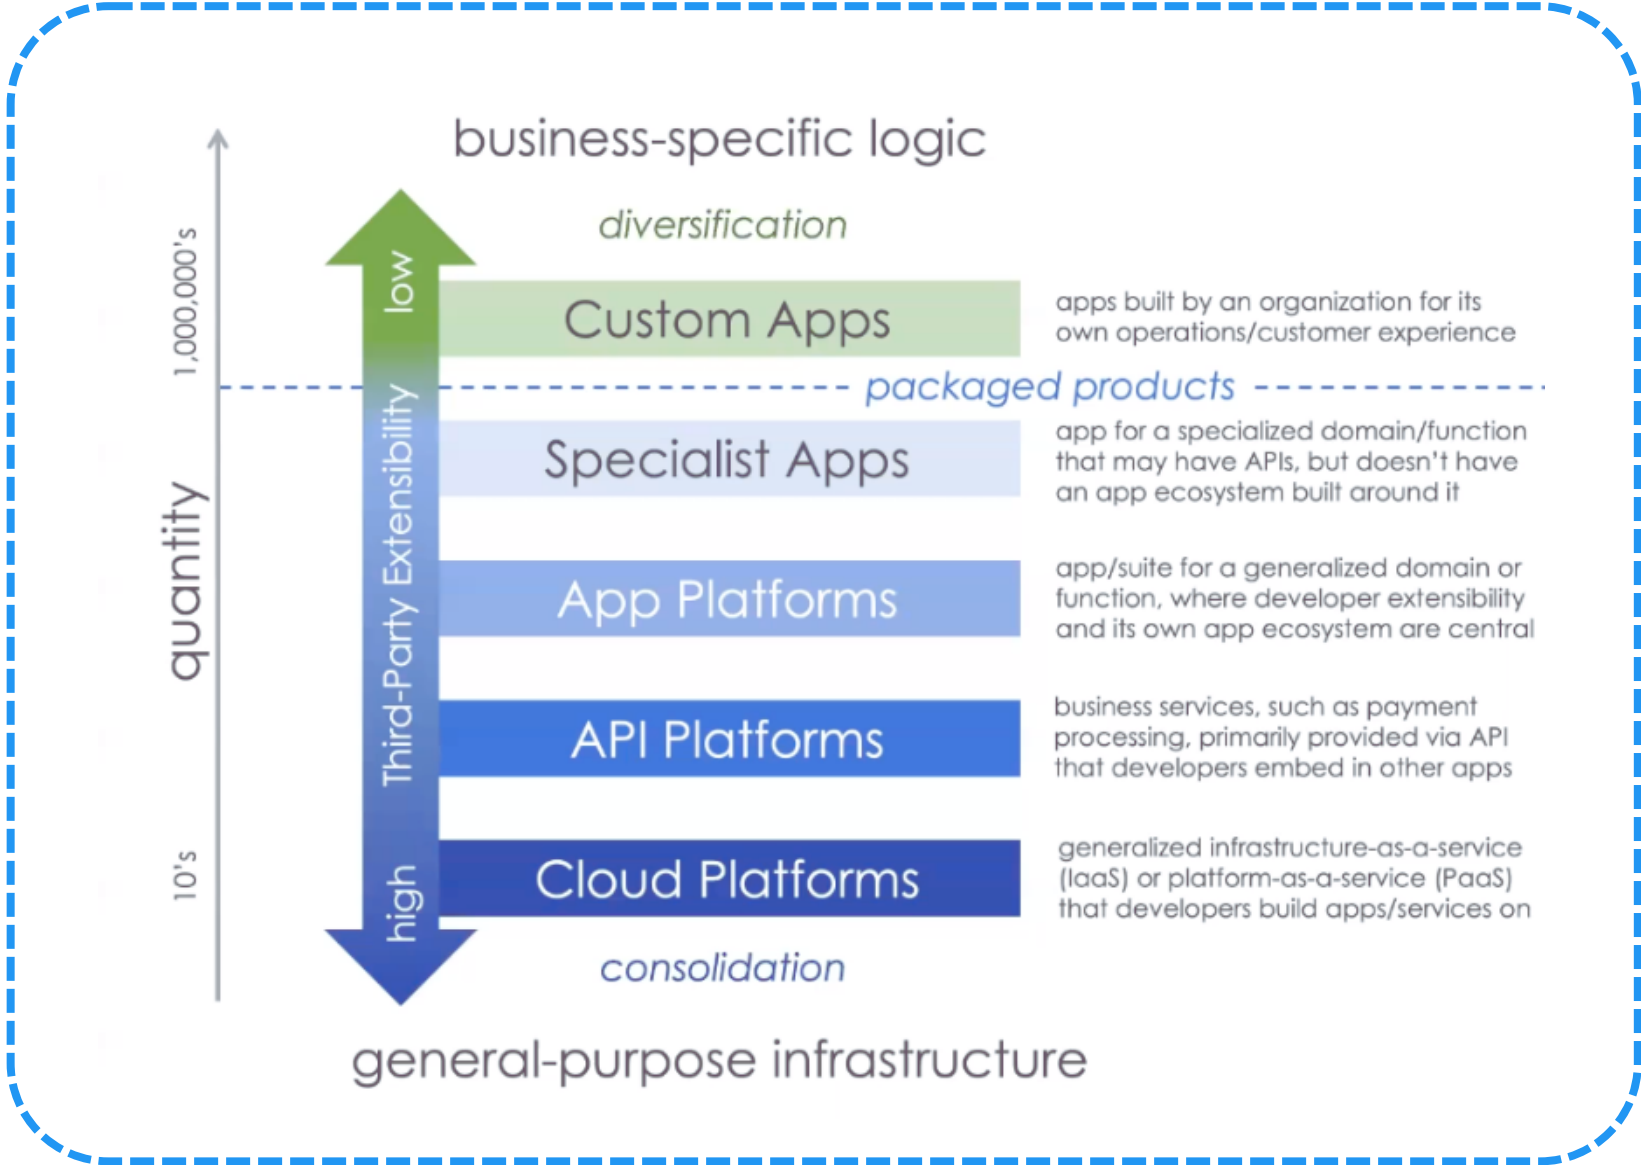 business-specific logic
diversification
1,000,000's
quantity
10's
low
Third-Party Extensibility
high
Custom Apps
apps built by an organization for its
own operations/customer experience
packaged products
Specialist Apps
app for a specialized domain/function
that may have APIs, but doesn't have
an app ecosystem built around it
App Platforms
app/suite for a generalized domain or
function, where developer extensibility
and its own app ecosystem are central
API Platforms
business services, such as payment
processing, primarily provided via API
that developers embed in other apps
Cloud Platforms
generalized infrastructure-as-a-service
(IaaS) or platform-as-a-service (PaaS)
that developers build apps/services on
consolidation
general-purpose infrastructure